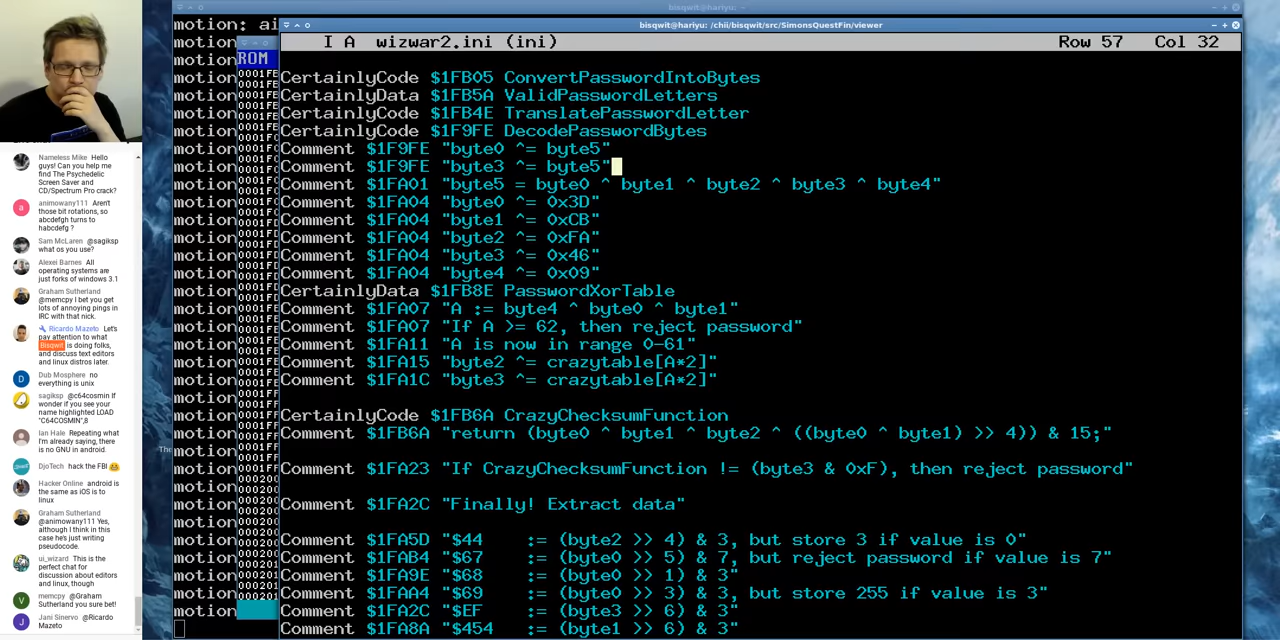 bisqwit@hariyu: ~
motion: ai
bisqwit@hariyu: /chii/bisqwit/src/SimonsQuestFin/viewer
I A wizwar2.ini (ini) Row 57 Col 32
ROM
CertainlyCode $1FB05 ConvertPasswordIntoBytes
CertainlyData $1FB5A ValidPasswordLetters
CertainlyCode $1FB4E TranslatePasswordLetter
CertainlyCode $1F9FE DecodePasswordBytes
Comment $1F9FE "byte0 ^= byte5"
Comment $1F9FE "byte3 ^= byte5"
Comment $1FA01 "byte5 = byte0 ^ byte1 ^ byte2 ^ byte3 ^ byte4"
Comment $1FA04 "byte0 ^= 0x3D"
Comment $1FA04 "byte1 ^= 0xCB"
Comment $1FA04 "byte2 ^= 0xFA"
Comment $1FA04 "byte3 ^= 0x46"
Comment $1FA04 "byte4 ^= 0x09"
CertainlyData $1FB8E PasswordXorTable
Comment $1FA07 "A := byte4 ^ byte0 ^ byte1"
Comment $1FA07 "If A >= 62, then reject password"
Comment $1FA11 "A is now in range 0-61"
Comment $1FA15 "byte2 ^= crazytable[A*2]"
Comment $1FA1C "byte3 ^= crazytable[A*2]"
CertainlyCode $1FB6A CrazyChecksumFunction
Comment $1FB6A "return (byte0 ^ byte1 ^ byte2 ^ ((byte0 ^ byte1) >> 4)) & 15;"
Comment $1FA23 "If CrazyChecksumFunction != (byte3 & 0xF), then reject password"
Comment $1FA2C "Finally! Extract data"
Comment $1FA5D "$44 := (byte2 >> 4) & 3, but store 3 if value is 0"
Comment $1FAB4 "$67 := (byte0 >> 5) & 7, but reject password if value is 7"
Comment $1FA9E "$68 := (byte0 >> 1) & 3"
Comment $1FAA4 "$69 := (byte0 >> 3) & 3, but store 255 if value is 3"
Comment $1FA2C "$EF := (byte3 >> 6) & 3"
Comment $1FA8A "$454 := (byte1 >> 6) & 3"
Nameless Mike Hello
guys! Can you help me
find The Psychedelic
Screen Saver and
CD/Spectrum Pro crack?
animowany111 Aren't
those bit rotations, so
abcdefgh turns to
habcdefg ?
Sam McLaren @sagiksp
what os you use?
Alexei Barnes All
operating systems are
just forks of windows 3.1
Graham Sutherland
@memcpy I bet you get
lots of annoying pings in
IRC with that nick.
Ricardo Mazeto Let's
pay attention to what
Bisqwit is doing folks,
and discuss text editors
and linux distros later.
Dub Mosphere no
everything is unix
sagiksp @c64cosmin If
wonder if you see your
name highlighted LOAD
"C64COSMIN",8
Ian Hale Repeating what
I'm already saying, there
is no GNU in android.
DjoTech hack the FBI 😄
Hacker Online android is
the same as iOS is to
linux
Graham Sutherland
@animowany111 Yes,
although I think in this
case he's just writing
pseudocode.
ui_wizard This is the
perfect chat for
discussion about editors
and linux, though
memcpy @Graham
Sutherland you sure bet!
Jani Sinervo @Ricardo
Mazeto